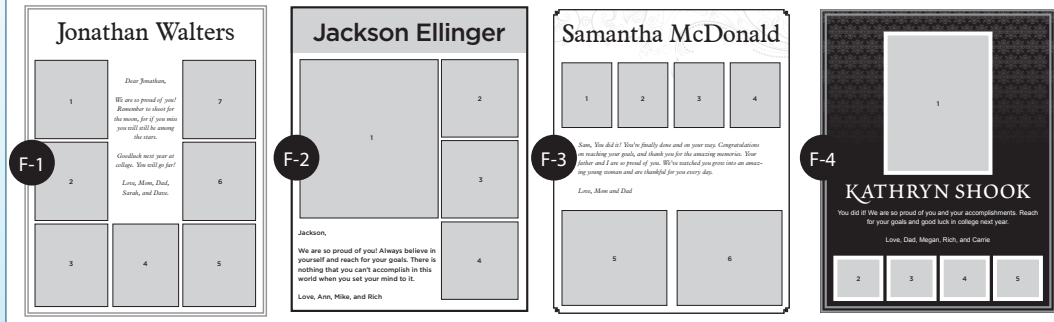 F-1
Jonathan Walters
1
7
Dear Jonathan,
We are so proud of you!
Remember to shoot for
the moon, for if you miss
you will still be among
the stars.
Goodluck next year at
college. You will go far!
Love, Mom, Dad,
Sarah, and Dave.
2
6
3
4
5
F-2
Jackson Ellinger
1
2
3
4
Jackson,
We are so proud of you! Always believe in
yourself and reach for your goals. There is
nothing that you can't accomplish in this
world when you set your mind to it.
Love, Ann, Mike, and Rich
F-3
Samantha McDonald
1
2
3
4
Sam, You did it! You're finally done and on your way. Congratulations
on reaching your goals, and thank you for the amazing memories. Your
father and I are so proud of you. We've watched you grow into an amaz-
ing young woman and are thankful for you every day.
Love, Mom and Dad
5
6
F-4
1
KATHRYN SHOOK
You did it! We are so proud of you and your accomplishments. Reach
for your goals and good luck in college next year.
Love, Dad, Megan, Rich, and Carrie
2
3
4
5